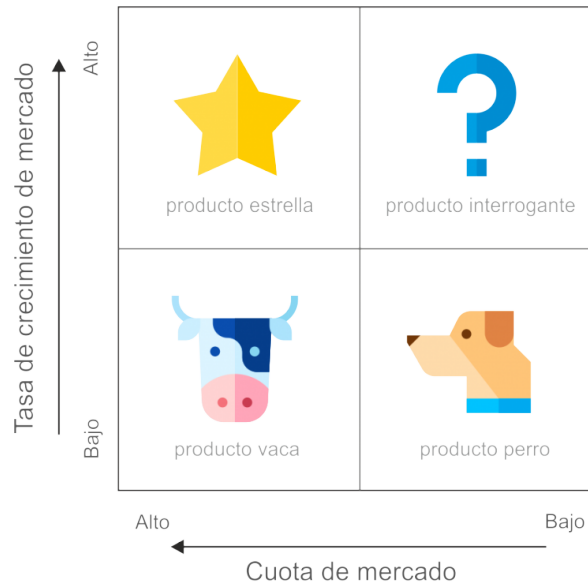 Tasa de crecimiento de mercado
Alto
Bajo
producto estrella
producto interrogante
producto vaca
producto perro
Alto
Bajo
Cuota de mercado